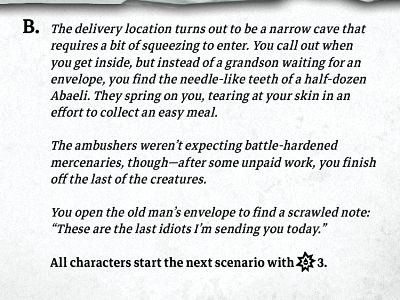 B. The delivery location turns out to be a narrow cave that
requires a bit of squeezing to enter. You call out when
you get inside, but instead of a grandson waiting for an
envelope, you find the needle-like teeth of a half-dozen
Abaeli. They spring on you, tearing at your skin in an
effort to collect an easy meal.
The ambushers weren’t expecting battle-hardened
mercenaries, though—after some unpaid work, you finish
off the last of the creatures.
You open the old man’s envelope to find a scrawled note:
“These are the last idiots I’m sending you today.”
All characters start the next scenario with 3.